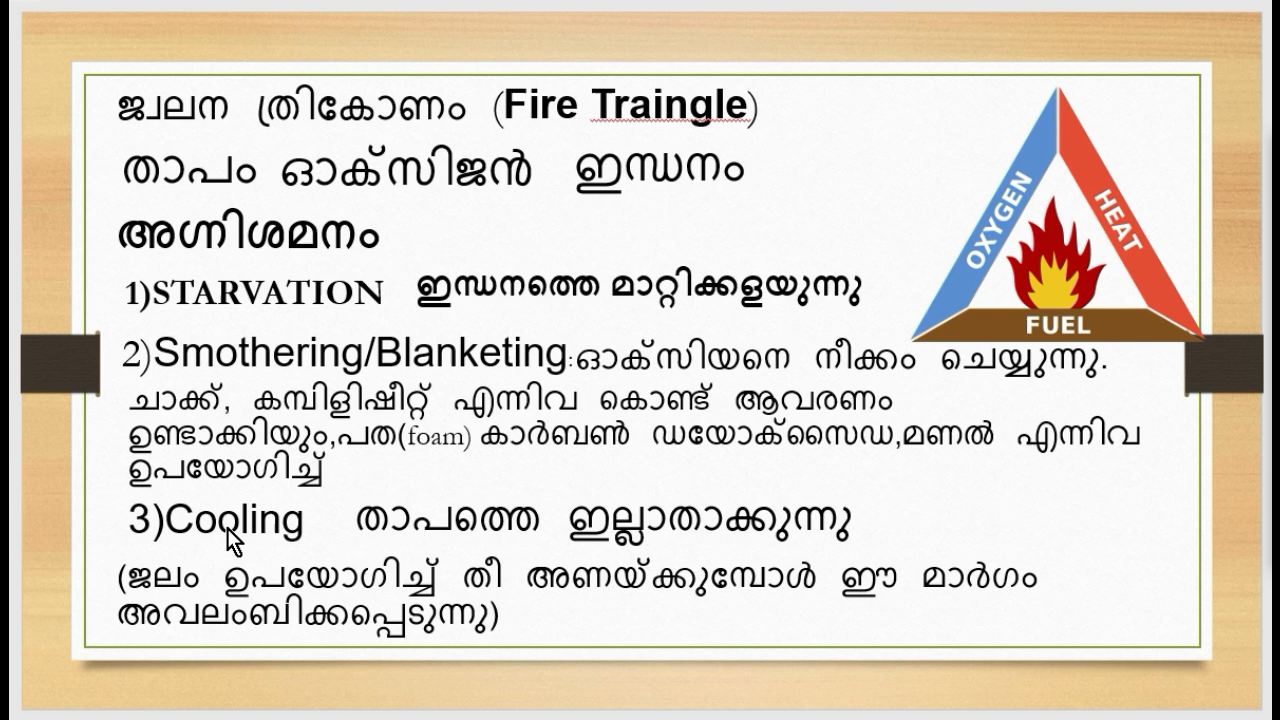 ജ്വലന ത്രികോണം (Fire Traingle)
താപം ഓക്സിജൻ ഇന്ധനം
അഗ്നിശമനം
1)STARVATION ഇന്ധനത്തെ മാറ്റിക്കളയുന്നു
2)Smothering/Blanketing:ഓക്സിയനെ നീക്കം ചെയ്യുന്നു.
ചാക്ക്, കമ്പിളിഷീറ്റ് എന്നിവ കൊണ്ട് ആവരണം
ഉണ്ടാക്കിയും,പത(foam) കാർബൺ ഡയോക്സൈഡ,മണൽ എന്നിവ
ഉപയോഗിച്ച്
3)Cooling താപത്തെ ഇല്ലാതാക്കുന്നു
(ജലം ഉപയോഗിച്ച് തീ അണയ്ക്കുമ്പോൾ ഈ മാർഗം
അവലംബിക്കപ്പെടുന്നു)
OXYGEN
HEAT
FUEL